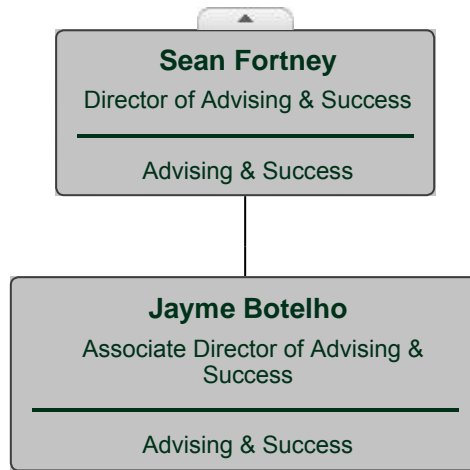 Sean Fortney
Director of Advising & Success
Advising & Success
Jayme Botelho
Associate Director of Advising &
Success
Advising & Success